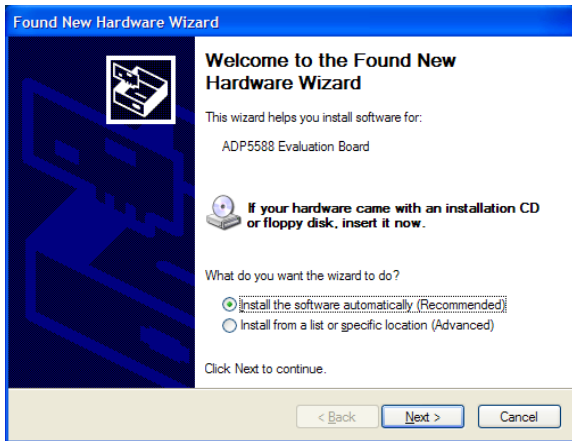 Found New Hardware Wizard
Welcome to the Found New
Hardware Wizard
This wizard helps you install software for:
ADP5588 Evaluation Board
If your hardware came with an installation CD
or floppy disk, insert it now.
What do you want the wizard to do?
Install the software automatically (Recommended)
Install from a list or specific location (Advanced)
Click Next to continue.
< Back
Next >
Cancel